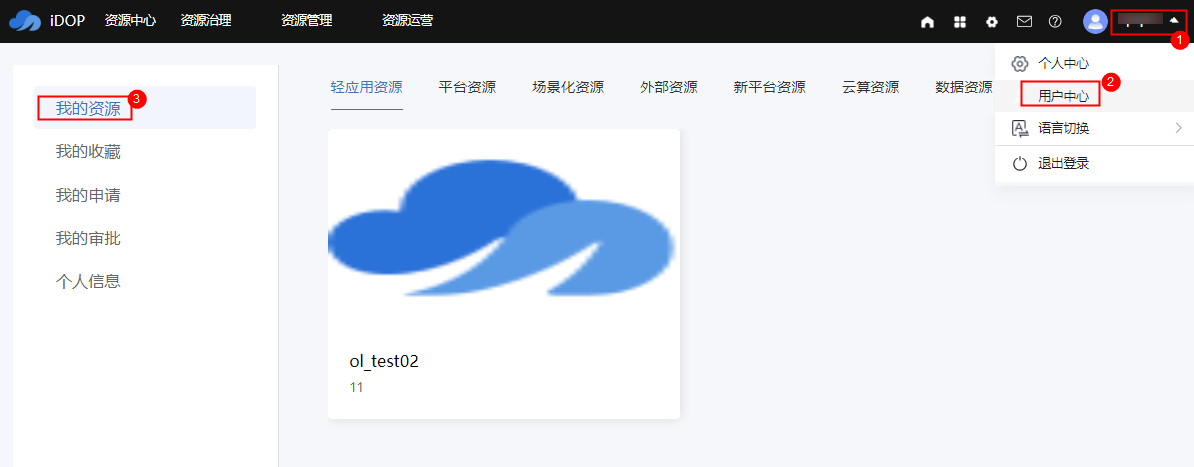 iDOP 资源中心 资源治理 资源管理 资源运营
1
个人中心
用户中心 2
语言切换
退出登录
我的资源 3
我的收藏
我的申请
我的审批
个人信息
轻应用资源 平台资源 场景化资源 外部资源 新平台资源 云算资源 数据资源
ol_test02
11